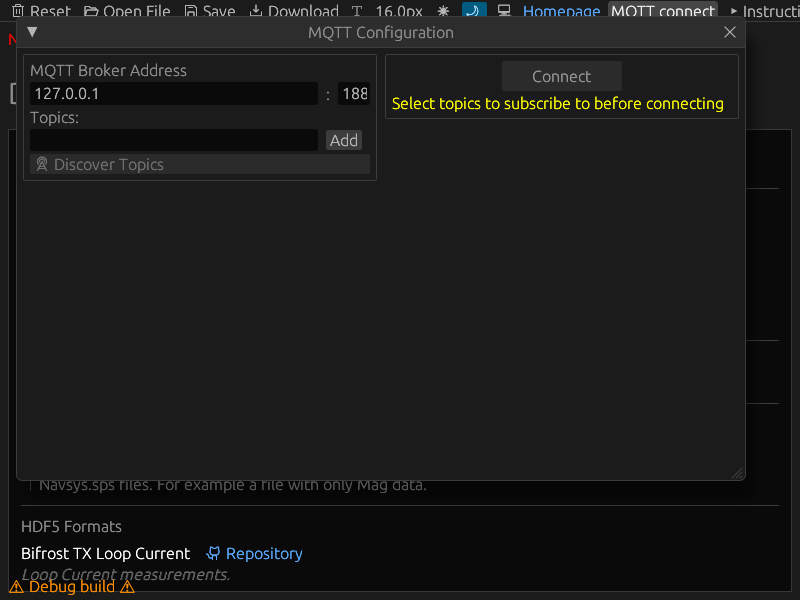 Reset Open File Save Download 16.0px Homepage MQTT connect
MQTT Configuration
MQTT Broker Address
127.0.0.1 : 188
Topics:
Add
Discover Topics
Connect
Select topics to subscribe to before connecting
Navsys.sps files. For example a file with only Mag data.
HDF5 Formats
Bifrost TX Loop Current Repository
Loop Current measurements.
⚠ Debug build ⚠